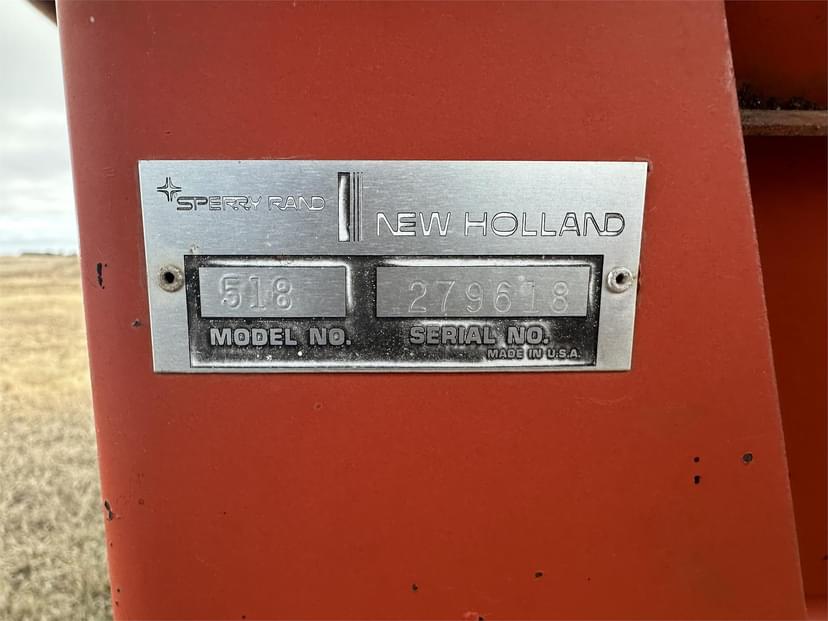 SPERRY RAND
NEW HOLLAND
518 279618
MODEL NO. SERIAL NO.
MADE IN U.S.A.